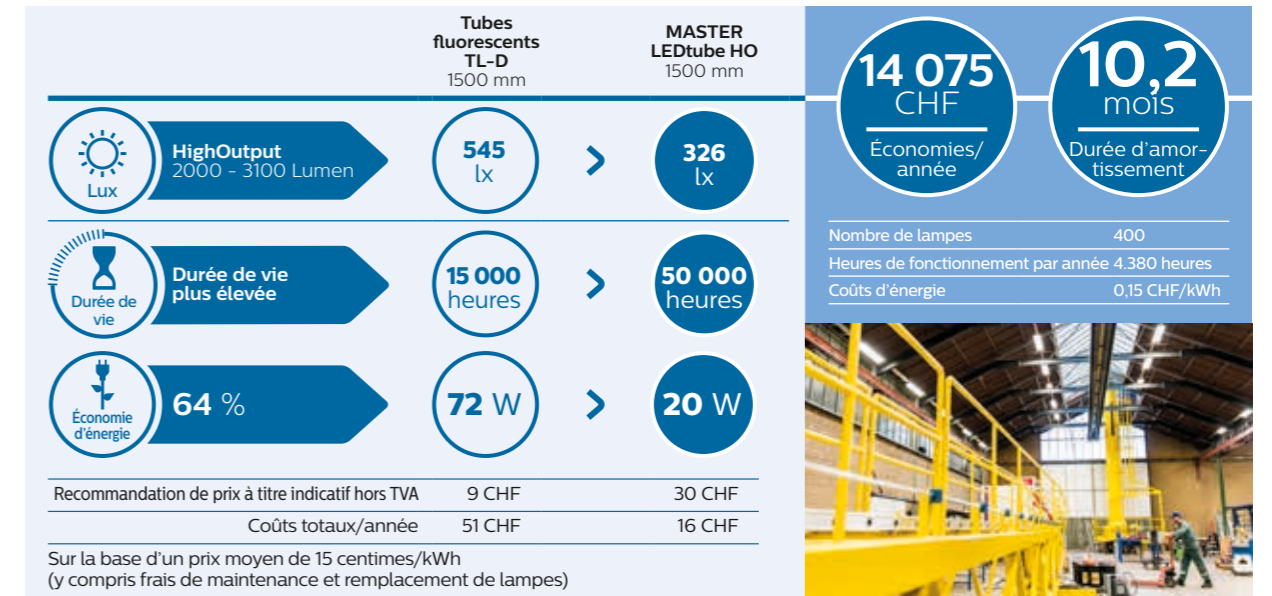 Tubes
fluorescents
TL-D
1500 mm
MASTER
LEDtube HO
1500 mm
Lux
HighOutput
2000 - 3100 Lumen
545
lx
>
326
lx
Durée de
vie
Durée de vie
plus élevée
15 000
heures
>
50 000
heures
Économie
d'énergie
64 %
72 W
>
20 W
Recommandation de prix à titre indicatif hors TVA 9 CHF 30 CHF
Coûts totaux/année 51 CHF 16 CHF
Sur la base d'un prix moyen de 15 centimes/kWh
(y compris frais de maintenance et remplacement de lampes)
14 075
CHF
Économies/
année
10,2
mois
Durée d'amor-
tissement
Nombre de lampes 400
Heures de fonctionnement par année 4.380 heures
Coûts d'énergie 0,15 CHF/kWh